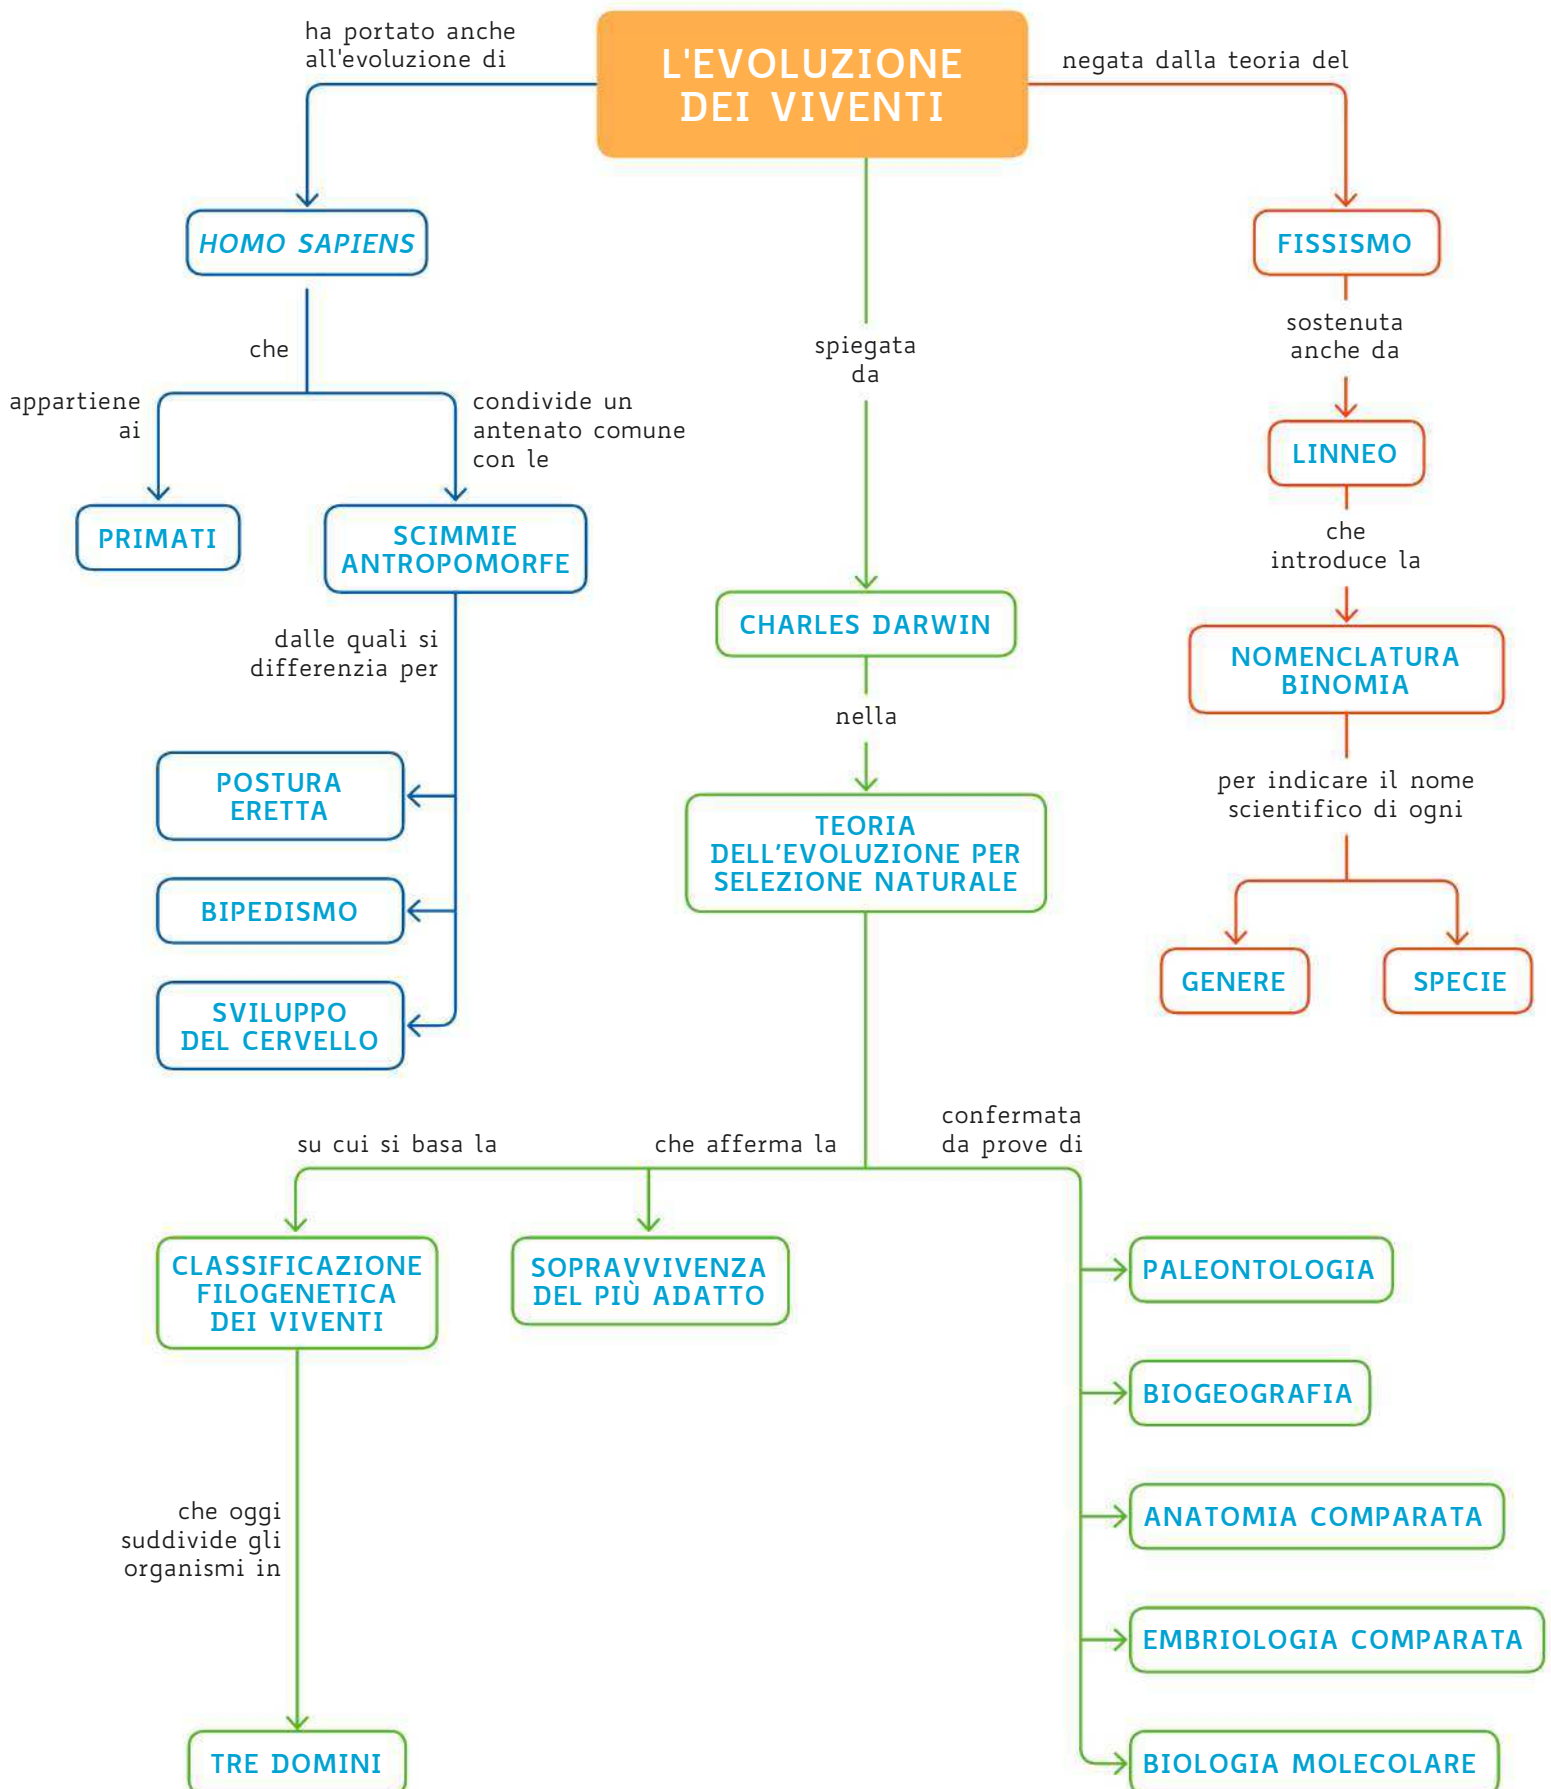 ha portato anche
all'evoluzione di
L'EVOLUZIONE
DEI VIVENTI
negata dalla teoria del
HOMO SAPIENS
che
appartiene
ai
condivide un
antenato comune
con le
PRIMATI
SCIMMIE
ANTROPOMORFE
dalle quali si
differenzia per
POSTURA
ERETTA
BIPEDISMO
SVILUPPO
DEL CERVELLO
spiegata
da
CHARLES DARWIN
nella
TEORIA
DELL'EVOLUZIONE PER
SELEZIONE NATURALE
FISSISMO
sostenuta
anche da
LINNEO
che
introduce la
NOMENCLATURA
BINOMIA
per indicare il nome
scientifico di ogni
GENERE
SPECIE
su cui si basa la
che afferma la
confermata
da prove di
CLASSIFICAZIONE
FILOGENETICA
DEI VIVENTI
SOPRAVVIVENZA
DEL PIÙ ADATTO
che oggi
suddivide gli
organismi in
TRE DOMINI
PALEONTOLOGIA
BIOGEOGRAFIA
ANATOMIA COMPARATA
EMBRIOLOGIA COMPARATA
BIOLOGIA MOLECOLARE